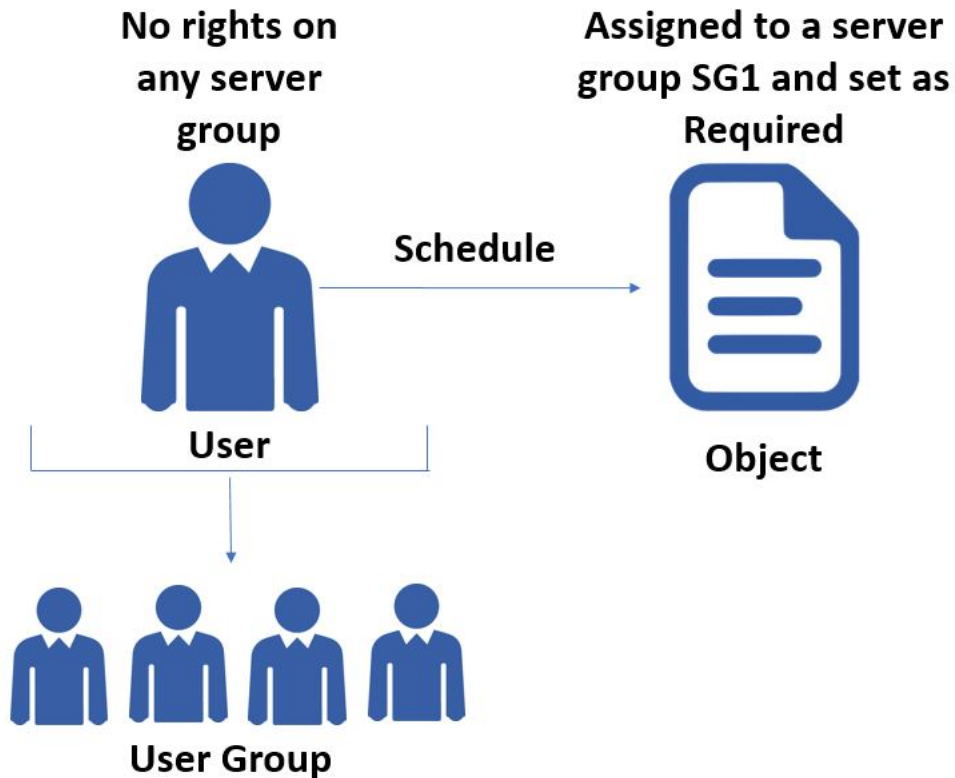 No rights on
any server
group
Assigned to a server
group SG1 and set as
Required
Schedule
User
Object
User Group